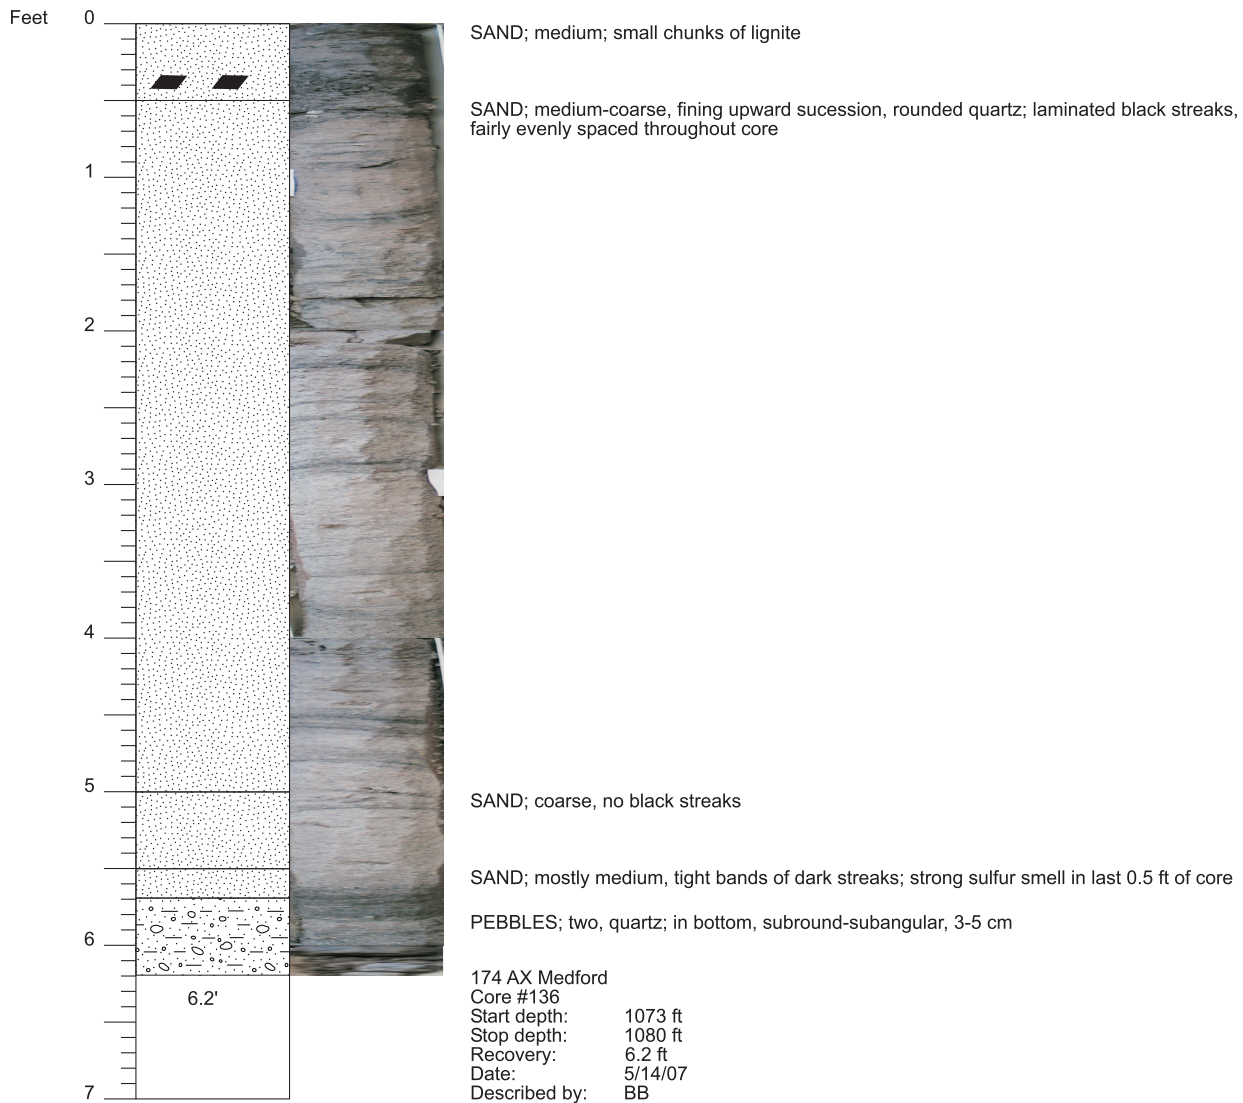 Feet
0
SAND; medium; small chunks of lignite
SAND; medium-coarse, fining upward sucession, rounded quartz; laminated black streaks,
fairly evenly spaced throughout core
1
2
3
4
5
SAND; coarse, no black streaks
SAND; mostly medium, tight bands of dark streaks; strong sulfur smell in last 0.5 ft of core
PEBBLES; two, quartz; in bottom, subround-subangular, 3-5 cm
6
6.2'
7
174 AX Medford
Core #136
Start depth: 1073 ft
Stop depth: 1080 ft
Recovery: 6.2 ft
Date: 5/14/07
Described by: BB